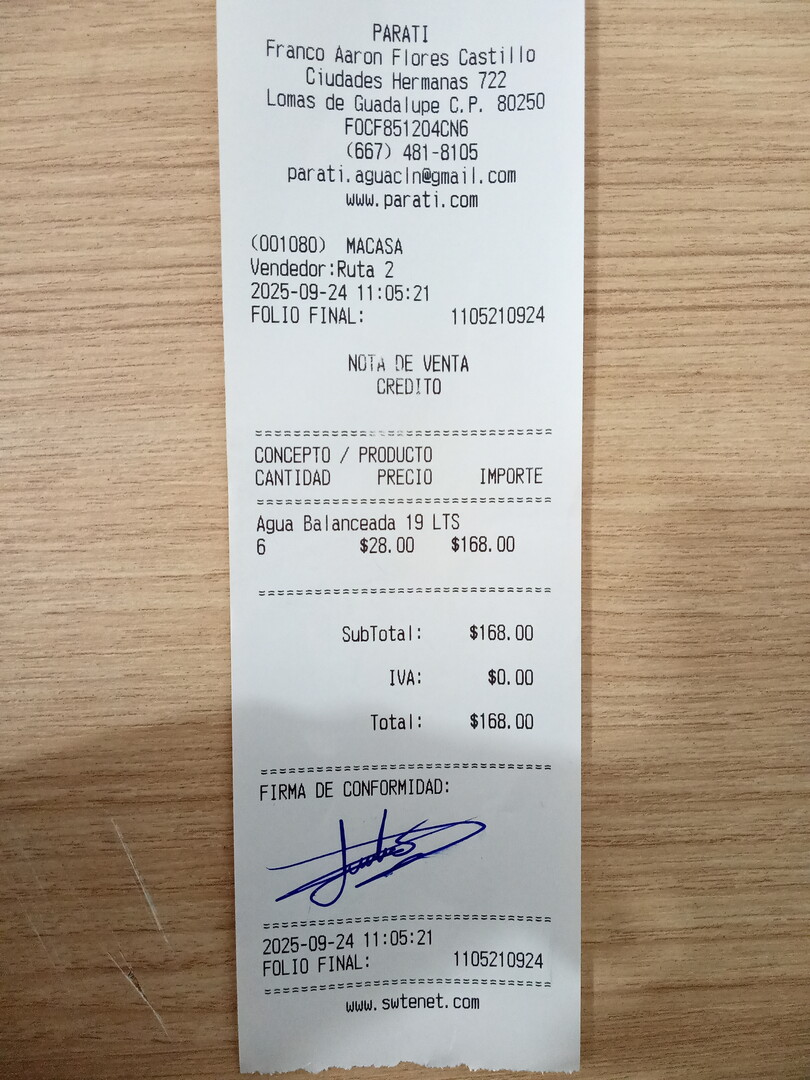 PARATI
Franco Aaron Flores Castillo
Ciudades Hermanas 722
Lomas de Guadalupe C.P. 80250
FOCF851204CN6
(667) 481-8105
parati.aguacln@gmail.com
www.parati.com
(001080) MACASA
Vendedor:Ruta 2
2025-09-24 11:05:21
FOLIO FINAL: 1105210924
NOTA DE VENTA
CREDITO
================================
CONCEPTO / PRODUCTO
CANTIDAD PRECIO IMPORTE
================================
Agua Balanceada 19 LTS
6 $28.00 $168.00
================================
SubTotal: $168.00
IVA: $0.00
Total: $168.00
================================
FIRMA DE CONFORMIDAD:
================================
2025-09-24 11:05:21
FOLIO FINAL: 1105210924
================================
www.swtenet.com